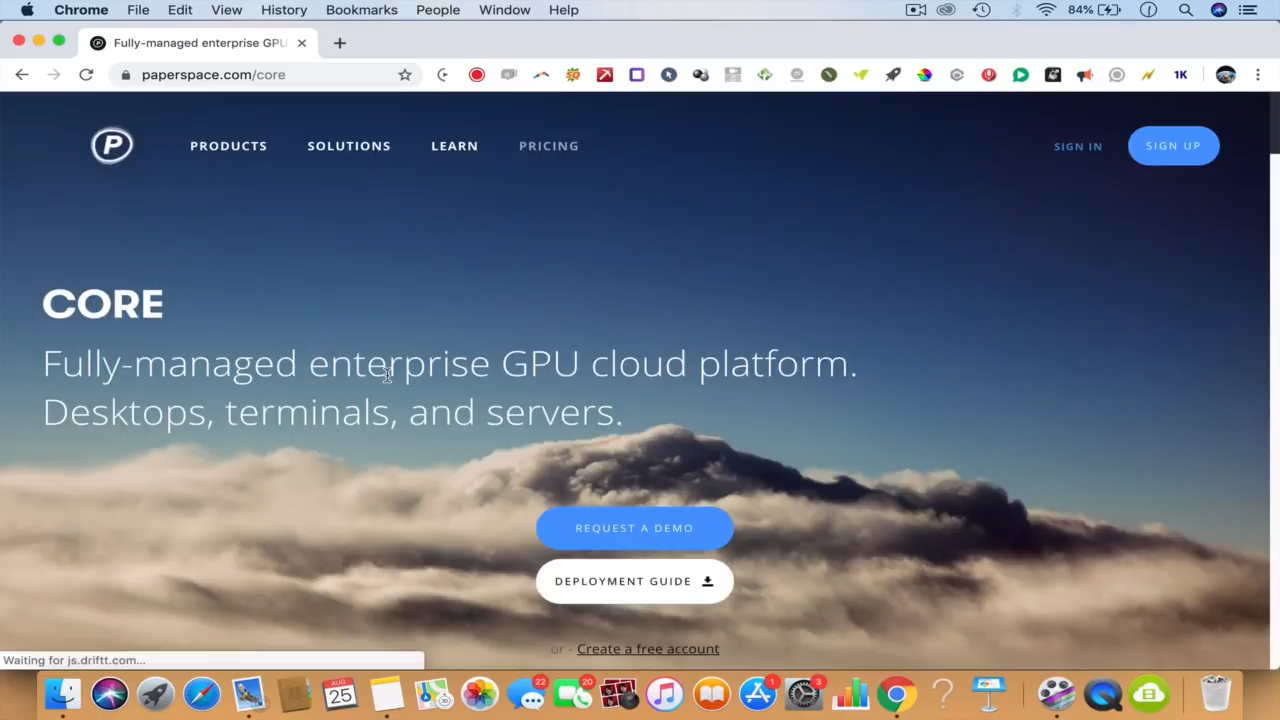 Chrome File Edit View History Bookmarks People Window Help 84%
Fully-managed enterprise GPU
paperspace.com/core
1K
P PRODUCTS SOLUTIONS LEARN PRICING SIGN IN SIGN UP
CORE
Fully-managed enterprise GPU cloud platform.
Desktops, terminals, and servers.
REQUEST A DEMO
DEPLOYMENT GUIDE
or - Create a free account
Waiting for js.driftt.com...
AUG
25
22
20
1
3